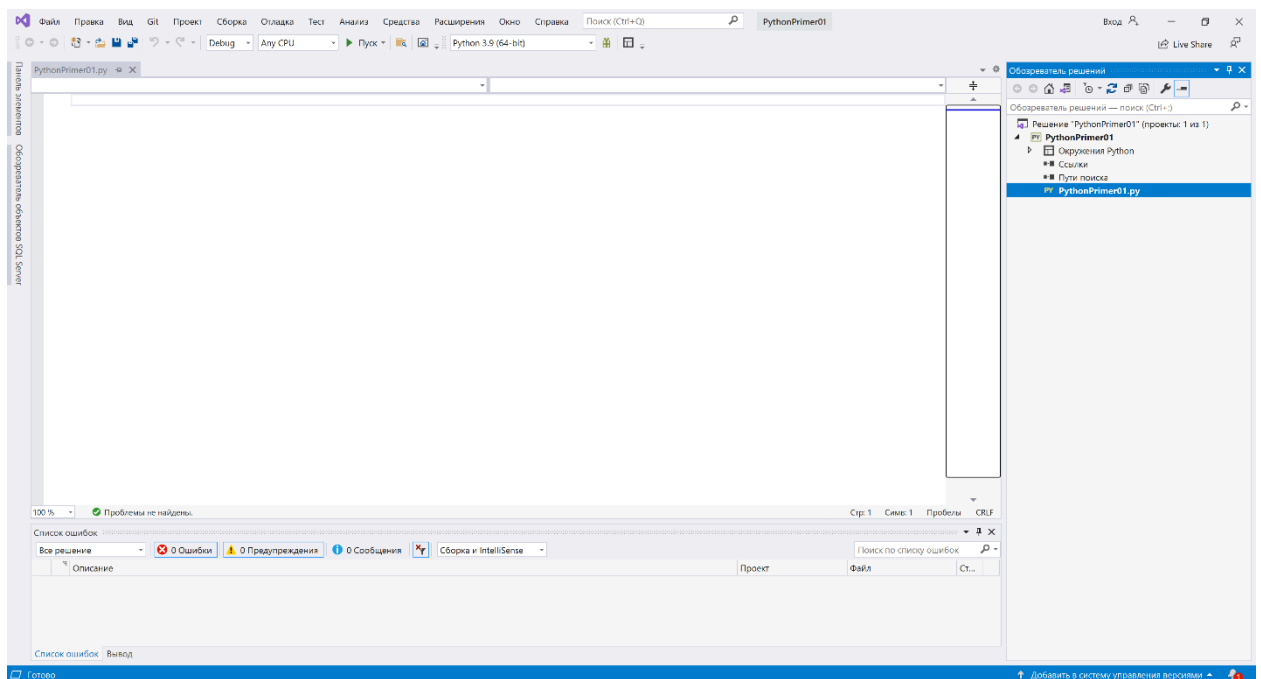 Файл Правка Вид Git Проект Сборка Отладка Тест Анализ Средства Расширения Окно Справка Поиск (Ctrl+Q) PythonPrimer01 Вход
Debug Any CPU Пуск Python 3.9 (64-bit) Live Share
Панель элементов
Обозреватель объектов SQL Server
PythonPrimer01.py
100 % Проблемы не найдены. Стр: 1 Симв: 1 Пробелы CRLF
Список ошибок
Все решение 0 Ошибки 0 Предупреждения 0 Сообщения Сборка и IntelliSense Поиск по списку ошибок
Описание Проект Файл Ст...
Список ошибок Вывод
Обозреватель решений
Обозреватель решений — поиск (Ctrl+;)
Решение "PythonPrimer01" (проекты: 1 из 1)
PythonPrimer01
Окружения Python
Ссылки
Пути поиска
PY PythonPrimer01.py
Готово Добавить в систему управления версиями 1